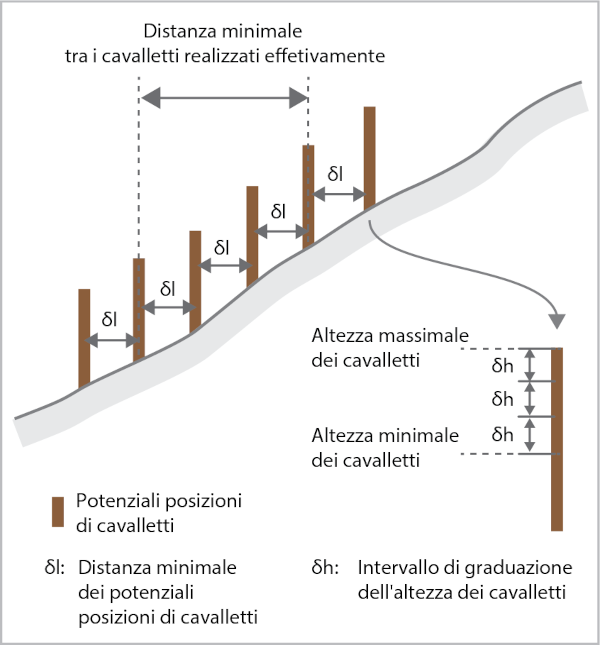 Distanza minimale
tra i cavalletti realizzati effetivamente
δl
δl
δl
δl
δl
Altezza massimale
dei cavalletti
δh
δh
δh
Altezza minimale
dei cavalletti
Potenziali posizioni
di cavalletti
δl: Distanza minimale
dei potenziali
posizioni di cavalletti
δh: Intervallo di graduazione
dell'altezza dei cavalletti